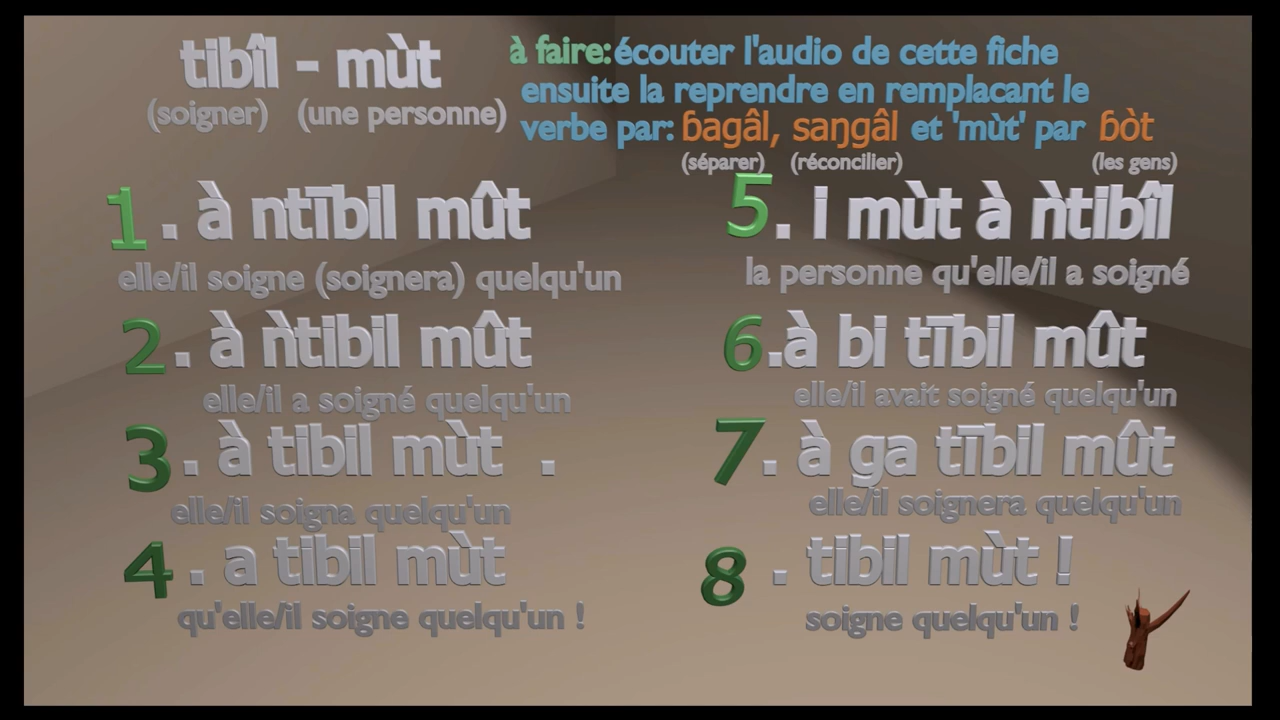 tibîl - mùt
(soigner) (une personne)
à faire: écouter l'audio de cette fiche
ensuite la reprendre en remplacant le
verbe par: ɓagâl, saŋgâl et 'mùt' par ɓòt
(séparer) (réconcilier) (les gens)
1 . à ntībil mût
elle/il soigne (soignera) quelqu'un
2 . à ǹtibil mût
elle/il a soigné quelqu'un
3 . à tibil mùt .
elle/il soigna quelqu'un
4 . a tibil mùt
qu'elle/il soigne quelqu'un !
5 . I mùt à ǹtibîl
la personne qu'elle/il a soigné
6 .à bi tībil mût
elle/il avait soigné quelqu'un
7 . à ga tībil mût
elle/il soignera quelqu'un
8 . tibil mùt !
soigne quelqu'un !